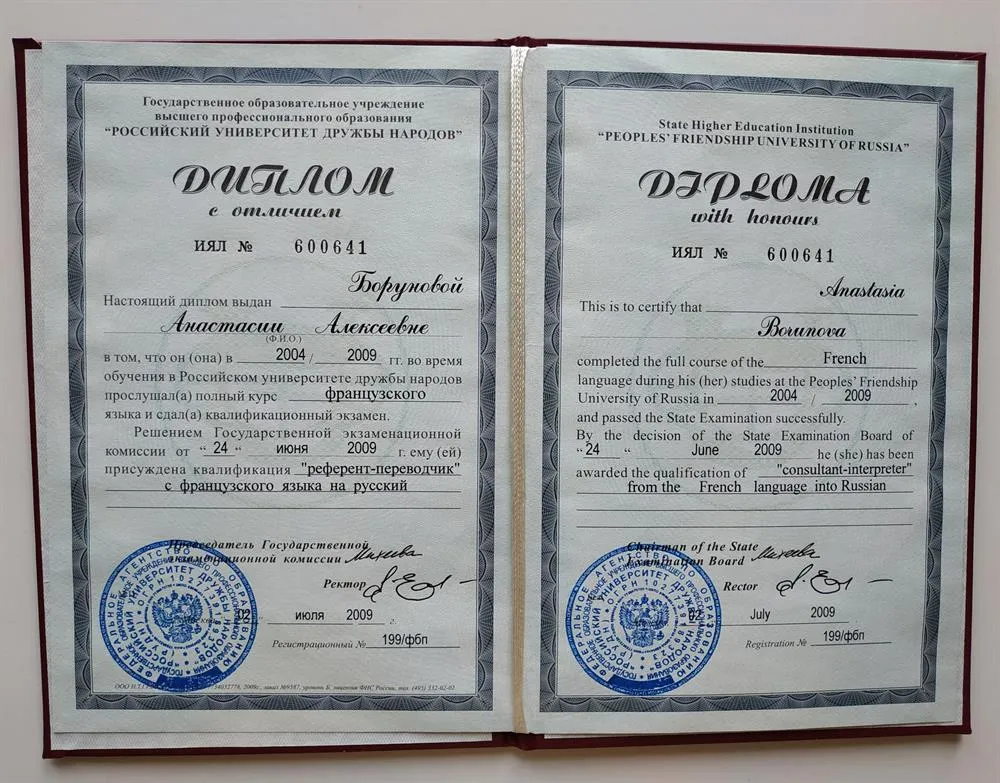 Государственное образовательное учреждение
высшего профессионального образования
“РОССИЙСКИЙ УНИВЕРСИТЕТ ДРУЖБЫ НАРОДОВ”
ДИПЛОМ
с отличием
ИЯЛ № 600641
Боруновой
Настоящий диплом выдан
Анастасии Алексеевне
(Ф.И.О.)
в том, что он (она) в 2004 / 2009 гг. во время
обучения в Российском университете дружбы народов
прослушал(а) полный курс французского
языка и сдал(а) квалификационный экзамен.
Решением Государственной экзаменационной
комиссии от “ 24 “ июня 2009 г. ему (ей)
присуждена квалификация "референт-переводчик"
с французского языка на русский
Председатель Государственной
экзаменационной комиссии
Ректор
02 июля 2009 г.
Регистрационный № 199/фбп
State Higher Education Institution
“PEOPLES’ FRIENDSHIP UNIVERSITY OF RUSSIA”
DIPLOMA
with honours
ИЯЛ № 600641
Anastasia
This is to certify that
Borunova
completed the full course of the French
language during his (her) studies at the Peoples’ Friendship
University of Russia in 2004 / 2009 ,
and passed the State Examination successfully.
By the decision of the State Examination Board of
“ 24 “ June 2009 he (she) has been
awarded the qualification of "consultant-interpreter"
from the French language into Russian
Chairman of the State
Examination Board
Rector
02 July 2009
Registration № 199/фбп